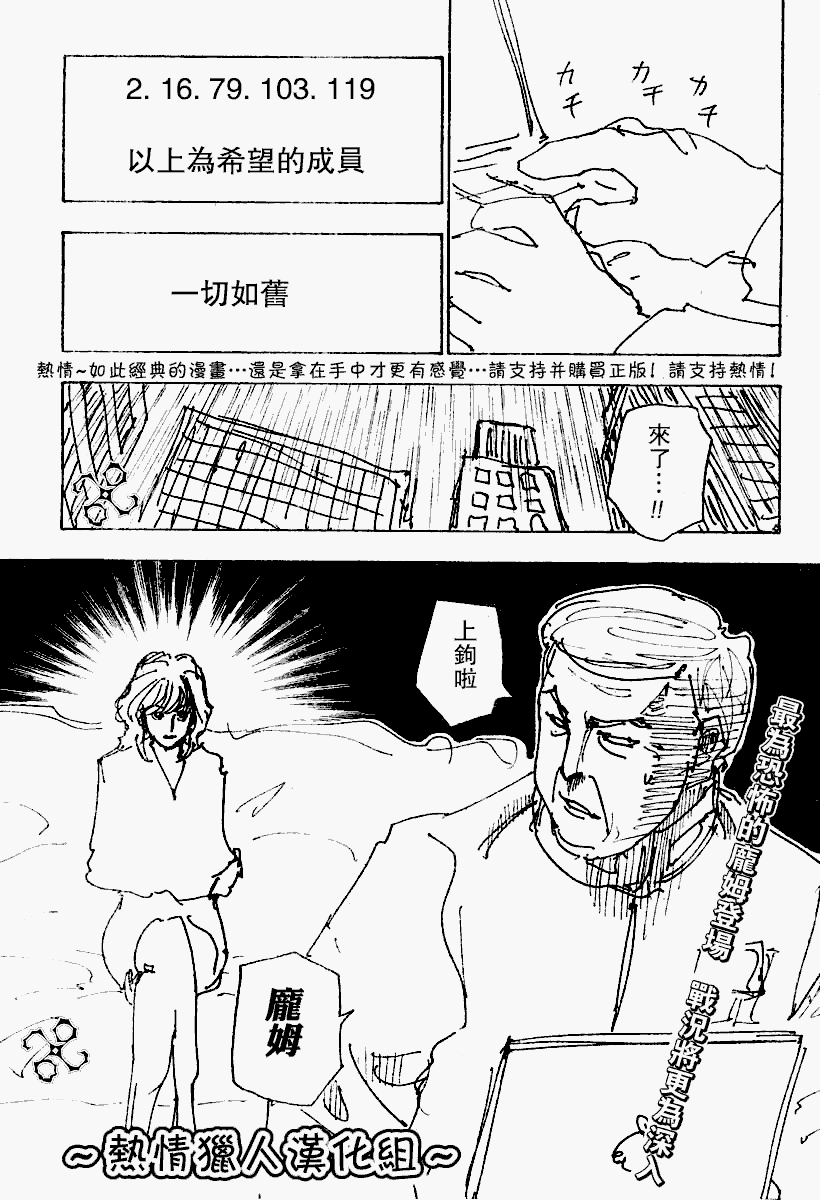 カチ
カチ
カチ
2. 16. 79. 103. 119
以上為希望的成員
一切如舊
熱情~如此經典的漫畫…還是拿在手中才更有感覺…請支持并購買正版! 請支持熱情!
來了…!!
上鉤啦
龐姆
最為恐怖的龐姆登場 戰況將更為深入
~熱情獵人漢化組~